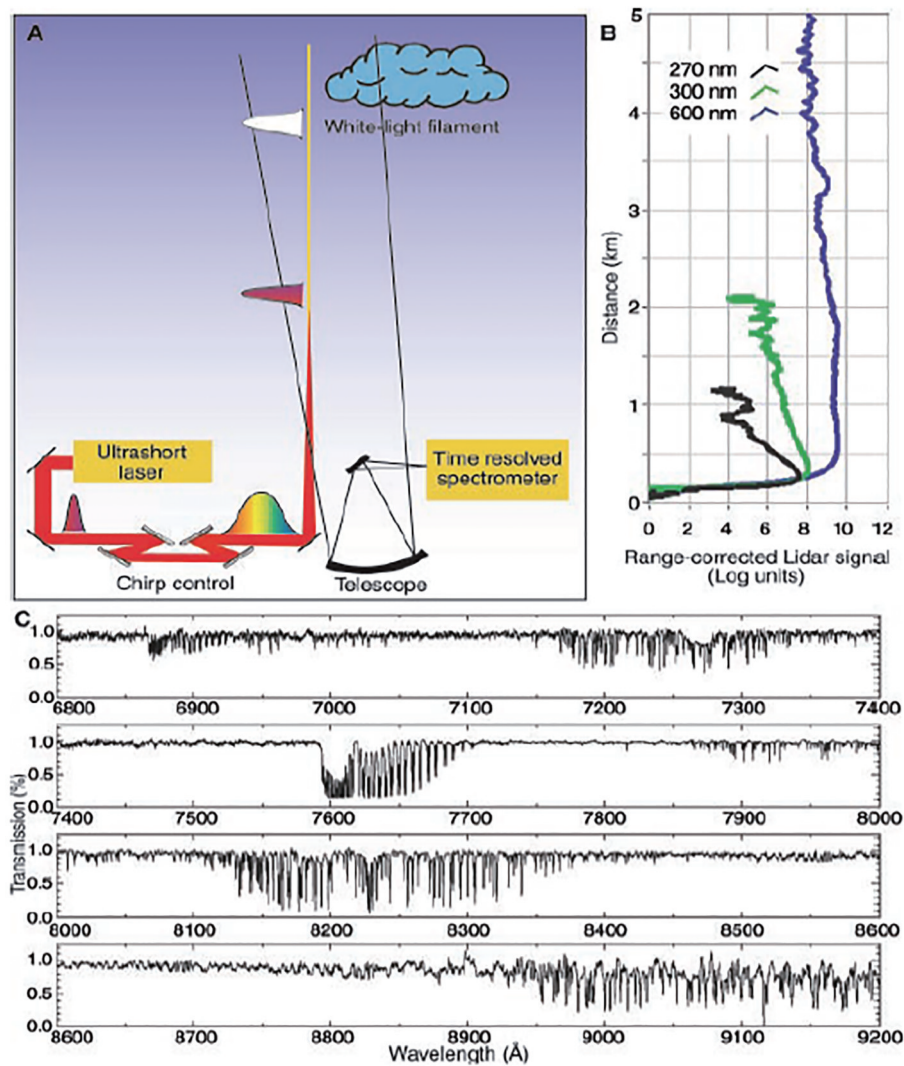 A
White-light filament
Ultrashort
laser
Time resolved
spectrometer
Chirp control
Telescope
B
5
270 nm
300 nm
600 nm
4
3
2
1
0
Distance (km)
0 2 4 6 8 10 12
Range-corrected Lidar signal
(Log units)
C
1.0
0.5
0.0
6800 6900 7000 7100 7200 7300 7400
1.0
0.5
0.0
7400 7500 7600 7700 7800 7900 8000
Transmission (%)
1.0
0.5
0.0
8000 8100 8200 8300 8400 8500 8600
1.0
0.5
0.0
8600 8700 8800 8900 9000 9100 9200
Wavelength (Å)